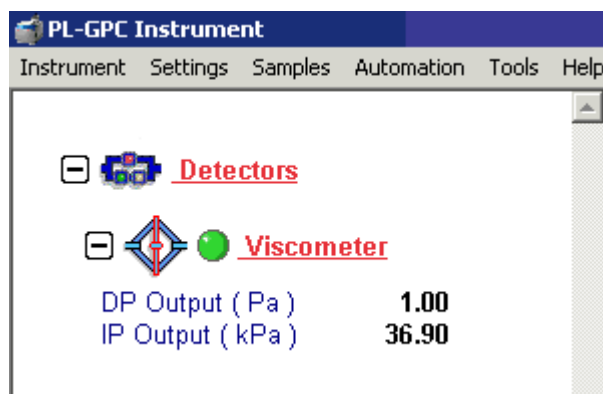 PL-GPC Instrument
Instrument Settings Samples Automation Tools Help
Detectors
Viscometer
DP Output ( Pa ) 1.00
IP Output ( kPa ) 36.90